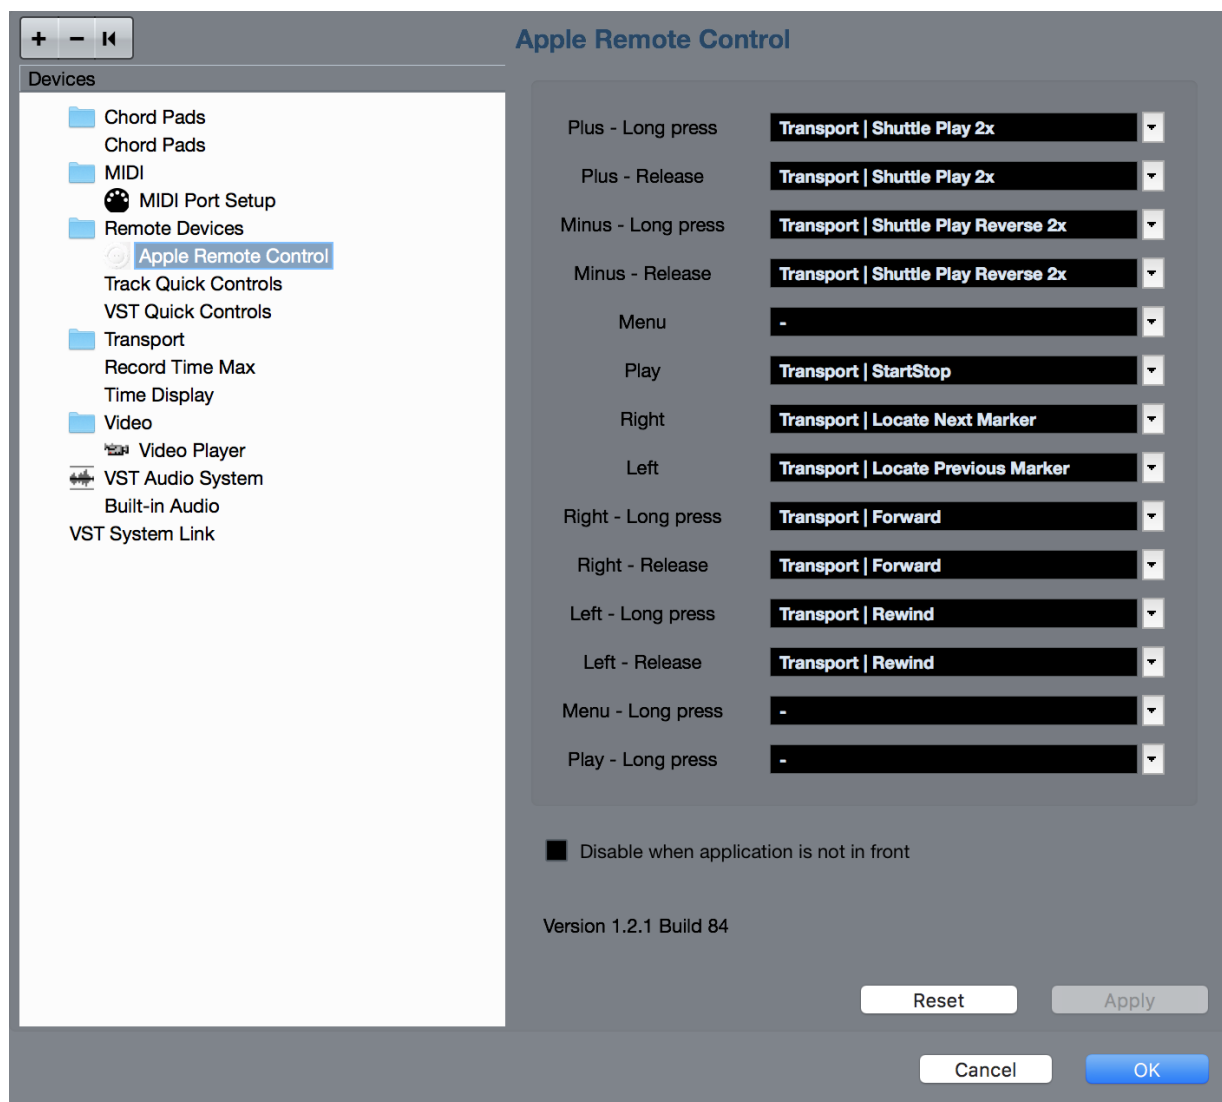 Apple Remote Control
Devices
Chord Pads
Chord Pads
MIDI
MIDI Port Setup
Remote Devices
Apple Remote Control
Track Quick Controls
VST Quick Controls
Transport
Record Time Max
Time Display
Video
Video Player
VST Audio System
Built-in Audio
VST System Link
Plus - Long press Transport | Shuttle Play 2x
Plus - Release Transport | Shuttle Play 2x
Minus - Long press Transport | Shuttle Play Reverse 2x
Minus - Release Transport | Shuttle Play Reverse 2x
Menu -
Play Transport | StartStop
Right Transport | Locate Next Marker
Left Transport | Locate Previous Marker
Right - Long press Transport | Forward
Right - Release Transport | Forward
Left - Long press Transport | Rewind
Left - Release Transport | Rewind
Menu - Long press -
Play - Long press -
Disable when application is not in front
Version 1.2.1 Build 84
Reset Apply
Cancel OK